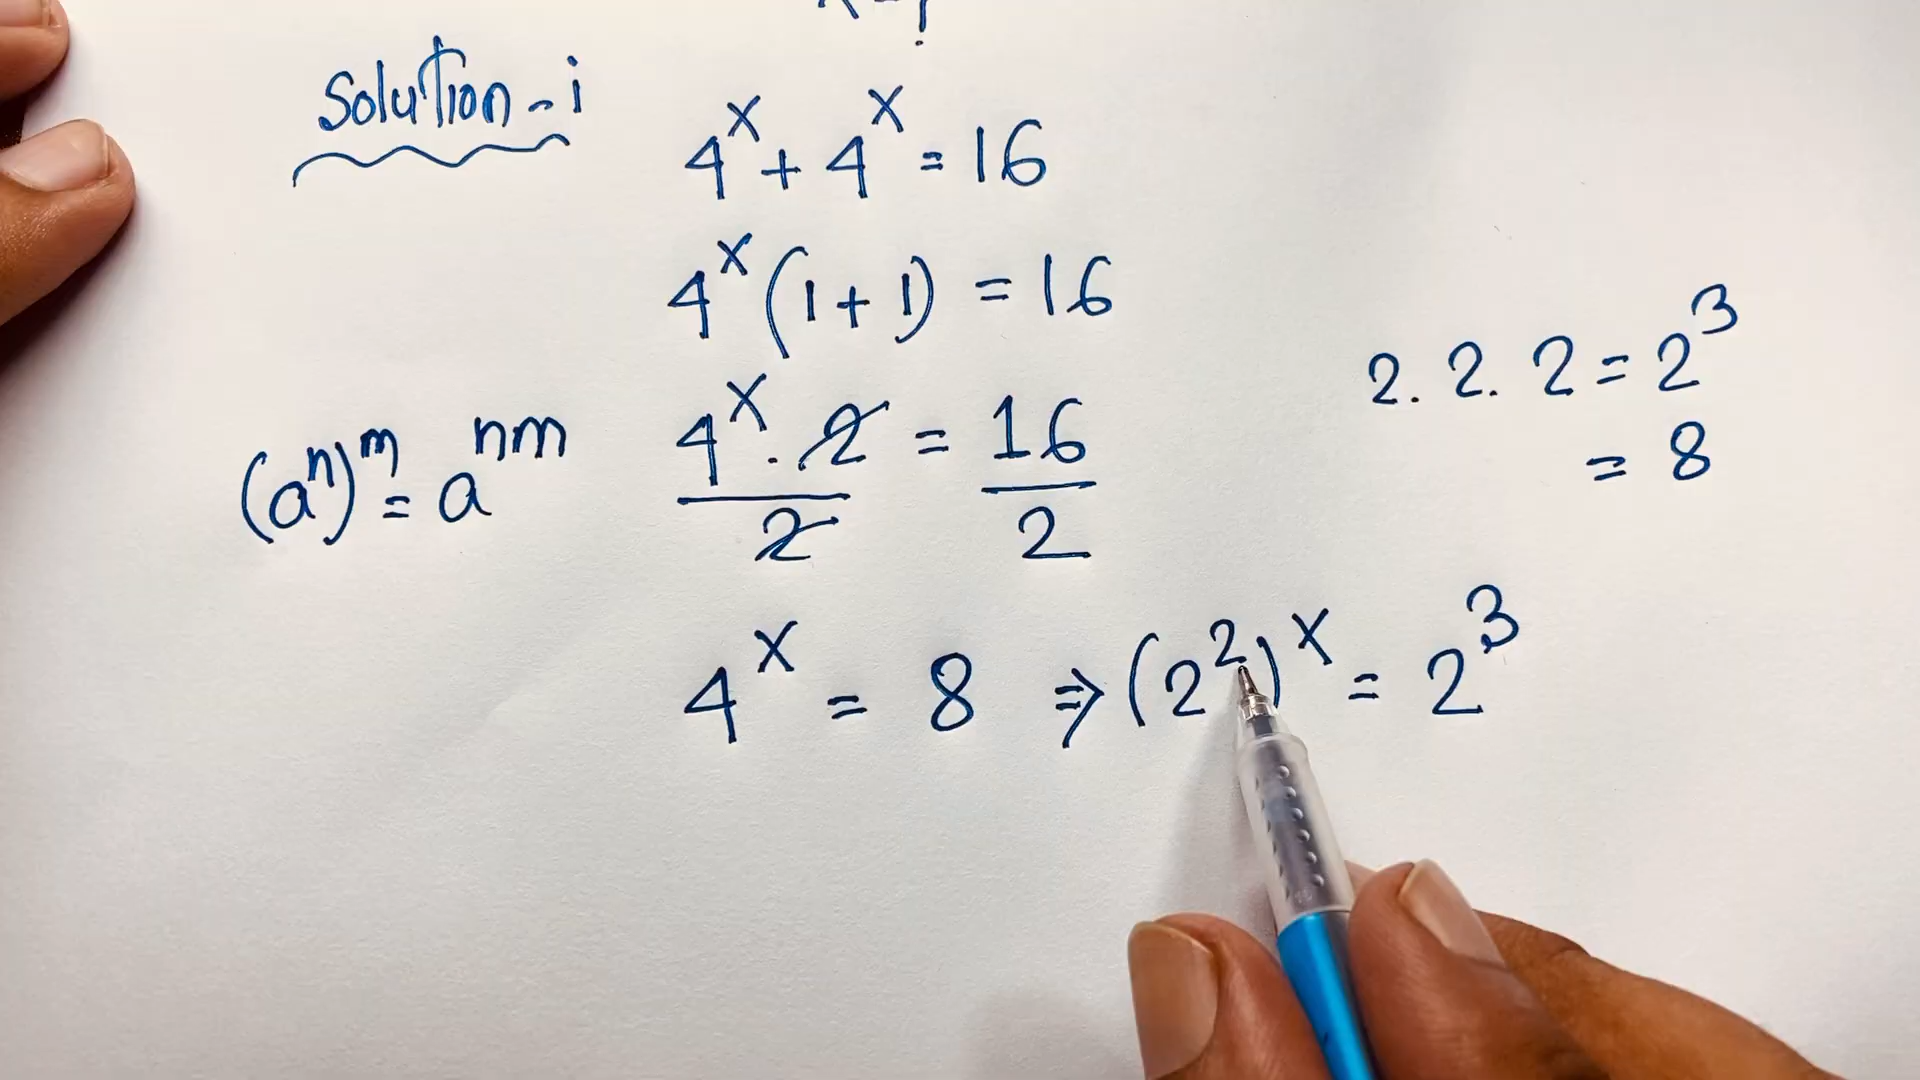 Solution - i
4^x + 4^x = 16
4^x (1 + 1) = 16
(a^n)^m = a^nm
4^x . 2 / 2 = 16 / 2
2 . 2 . 2 = 2^3
= 8
4^x = 8 ⇒ (2^2)^x = 2^3